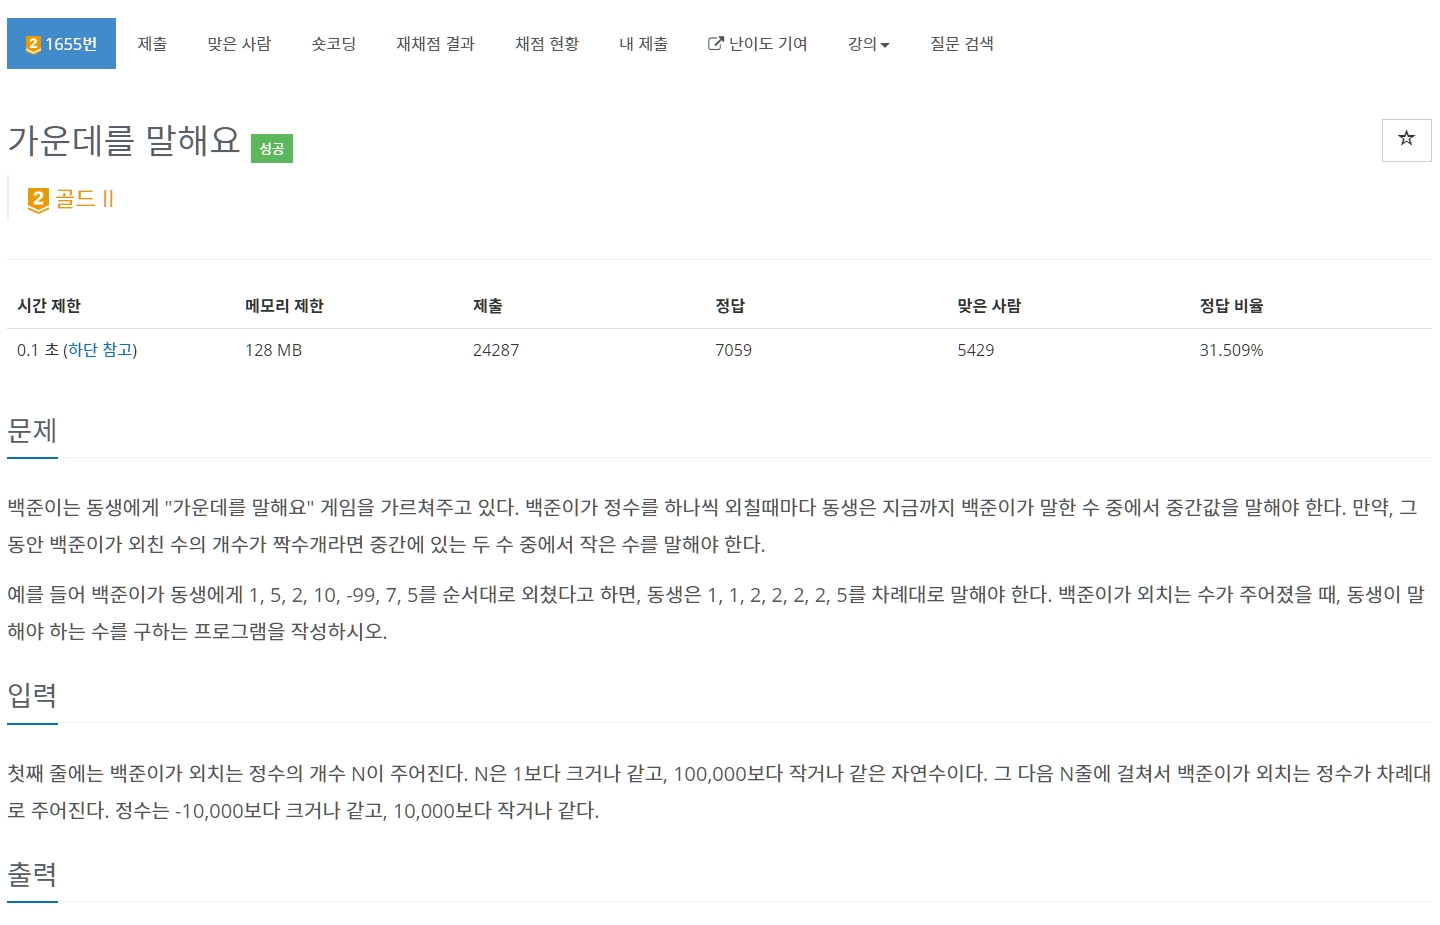 2 1655번 제출 맞은 사람 숏코딩 재채점 결과 채점 현황 내 제출 난이도 기여 강의 질문 검색
가운데를 말해요 성공
2 골드 II
시간 제한 메모리 제한 제출 정답 맞은 사람 정답 비율
0.1 초 (하단 참고) 128 MB 24287 7059 5429 31.509%
문제
백준이는 동생에게 "가운데를 말해요" 게임을 가르쳐주고 있다. 백준이가 정수를 하나씩 외칠때마다 동생은 지금까지 백준이가 말한 수 중에서 중간값을 말해야 한다. 만약, 그
동안 백준이가 외친 수의 개수가 짝수개라면 중간에 있는 두 수 중에서 작은 수를 말해야 한다.
예를 들어 백준이가 동생에게 1, 5, 2, 10, -99, 7, 5를 순서대로 외쳤다고 하면, 동생은 1, 1, 2, 2, 2, 2, 5를 차례대로 말해야 한다. 백준이가 외치는 수가 주어졌을 때, 동생이 말
해야 하는 수를 구하는 프로그램을 작성하시오.
입력
첫째 줄에는 백준이가 외치는 정수의 개수 N이 주어진다. N은 1보다 크거나 같고, 100,000보다 작거나 같은 자연수이다. 그 다음 N줄에 걸쳐서 백준이가 외치는 정수가 차례대
로 주어진다. 정수는 -10,000보다 크거나 같고, 10,000보다 작거나 같다.
출력